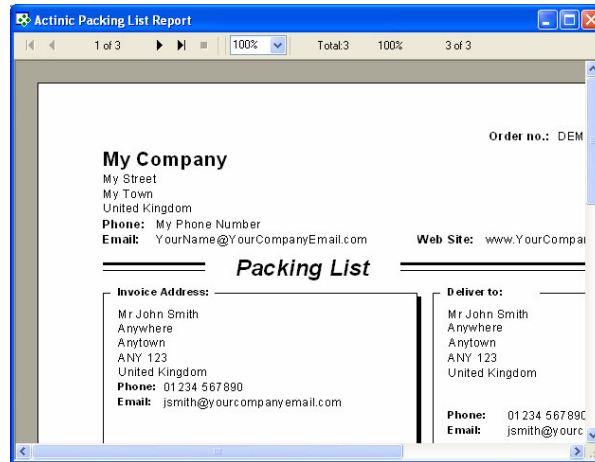 Actinic Packing List Report
1 of 3 100% Total:3 100% 3 of 3
Order no.: DEM
My Company
My Street
My Town
United Kingdom
Phone: My Phone Number
Email: YourName@YourCompanyEmail.com Web Site: www.YourCompan
Packing List
Invoice Address:
Mr John Smith
Anywhere
Anytown
ANY 123
United Kingdom
Phone: 01234 567890
Email: jsmith@yourcompanyemail.com
Deliver to:
Mr John Smith
Anywhere
Anytown
ANY 123
United Kingdom
Phone: 01234 567890
Email: jsmith@yourc